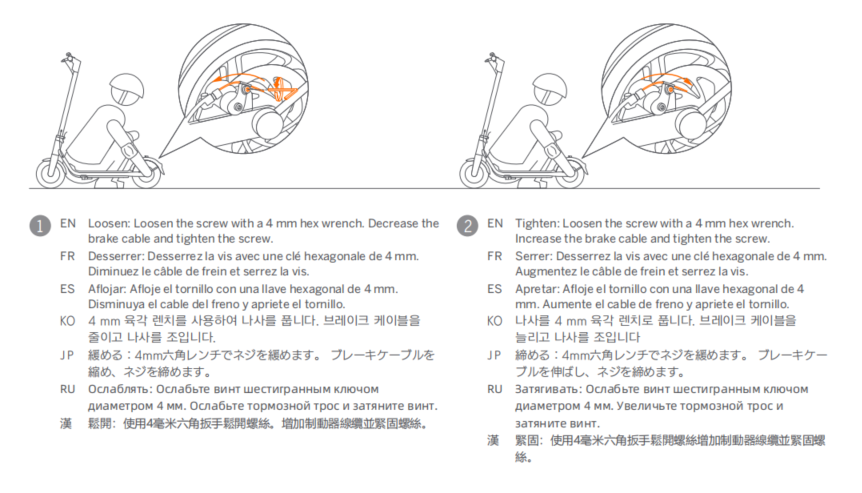 1
EN Loosen: Loosen the screw with a 4 mm hex wrench. Decrease the
brake cable and tighten the screw.
FR Desserrer: Desserrez la vis avec une clé hexagonale de 4 mm.
Diminuez le câble de frein et serrez la vis.
ES Aflojar: Afloje el tornillo con una llave hexagonal de 4 mm.
Disminuya el cable del freno y apriete el tornillo.
KO 4 mm 육각 렌치를 사용하여 나사를 풉니다. 브레이크 케이블을
줄이고 나사를 조입니다.
JP 緩める：4mm六角レンチでネジを緩めます。 ブレーキケーブルを
縮め、ネジを締めます。
RU Ослаблять: Ослабьте винт шестигранным ключом
диаметром 4 мм. Ослабьте тормозной трос и затяните винт.
漢 鬆開：使用4毫米六角扳手鬆開螺絲。增加制動器線纜並緊固螺絲。
2
EN Tighten: Loosen the screw with a 4 mm hex wrench.
Increase the brake cable and tighten the screw.
FR Serrer: Desserrez la vis avec une clé hexagonale de 4 mm.
Augmentez le câble de frein et serrez la vis.
ES Apretar: Afloje el tornillo con una llave hexagonal de 4
mm. Aumente el cable de freno y apriete el tornillo.
KO 나사를 4 mm 육각 렌치로 풉니다. 브레이크 케이블을
늘리고 나사를 조입니다
JP 締める：4mm六角レンチでネジを緩めます。 ブレーキケー
ブルを伸ばし、ネジを締めます。
RU Затягивать: Ослабьте винт шестигранным ключом
диаметром 4 мм. Увеличьте тормозной трос и
затяните винт.
漢 緊固：使用4毫米六角扳手鬆開螺絲增加制動器線纜並緊固螺
絲。